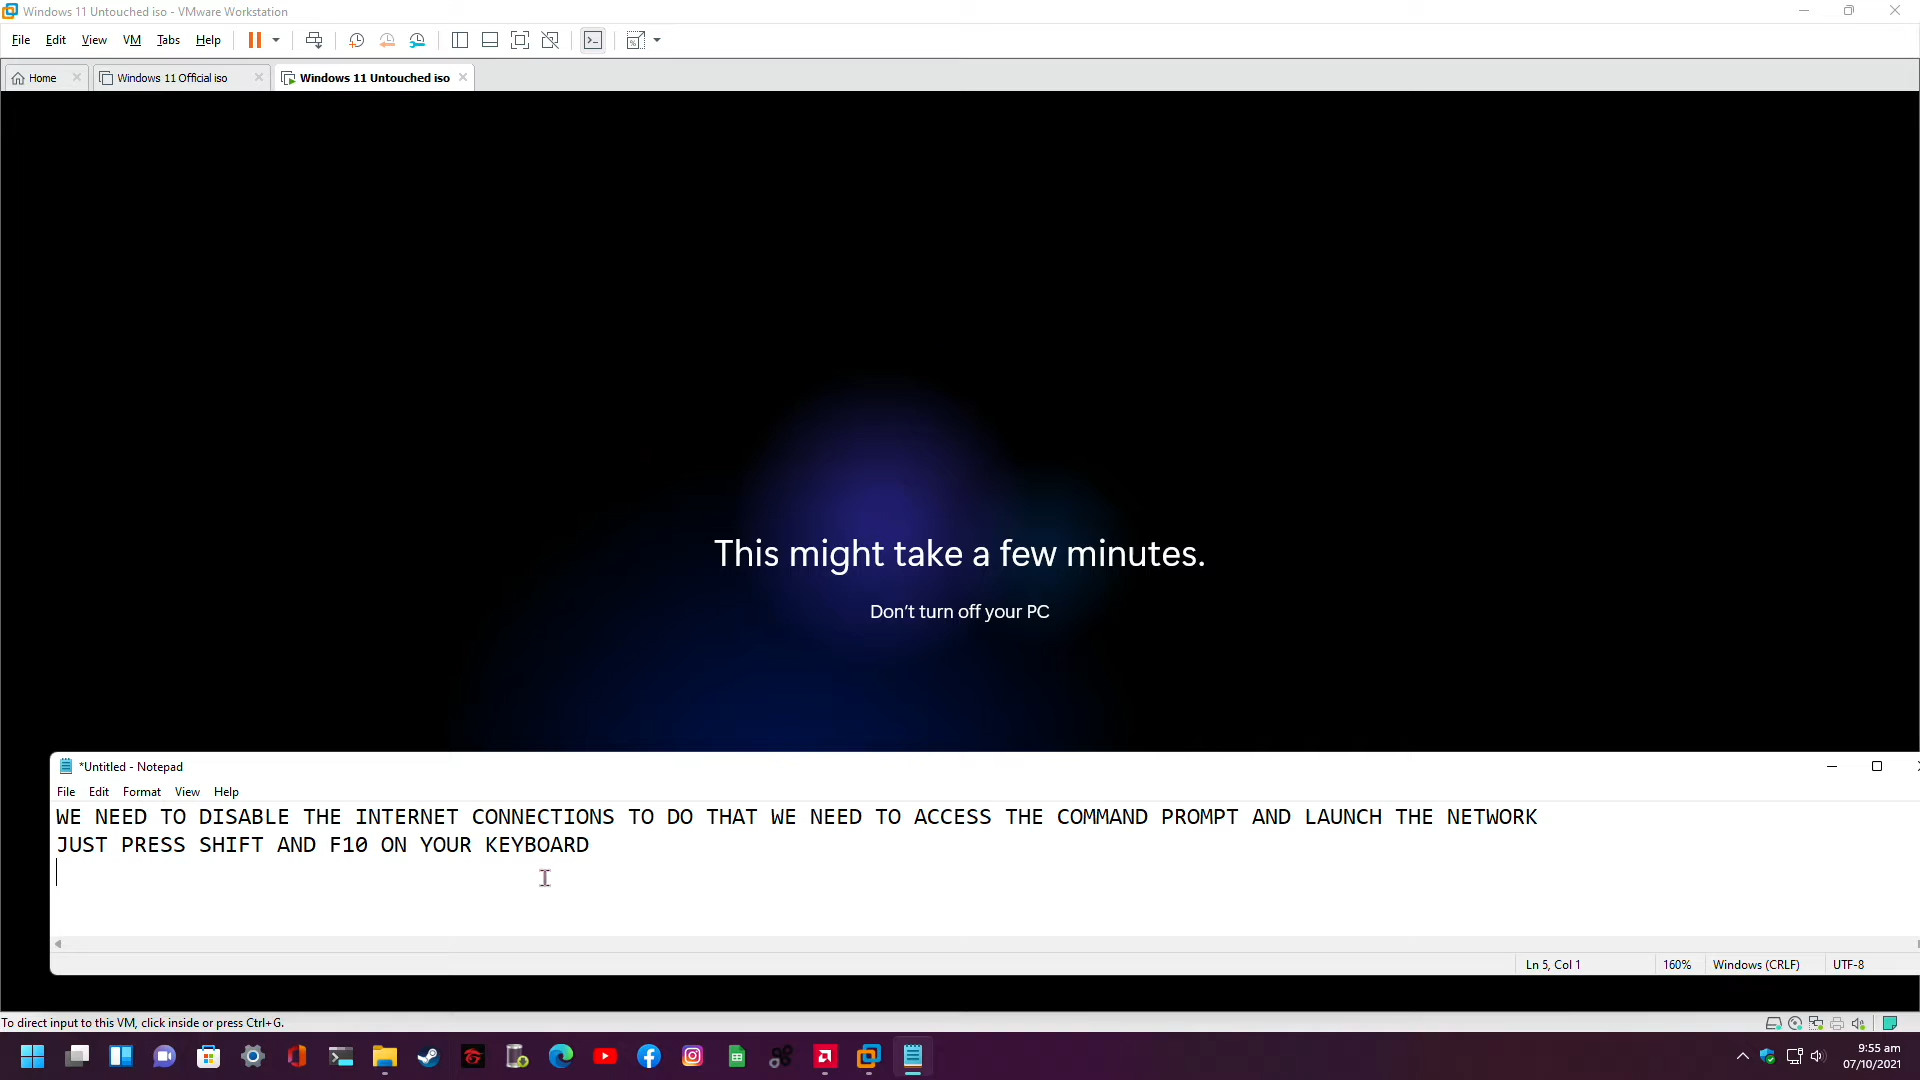 Windows 11 Untouched iso - VMware Workstation
File Edit View VM Tabs Help
Home Windows 11 Official iso Windows 11 Untouched iso
This might take a few minutes.
Don't turn off your PC
*Untitled - Notepad
File Edit Format View Help
WE NEED TO DISABLE THE INTERNET CONNECTIONS TO DO THAT WE NEED TO ACCESS THE COMMAND PROMPT AND LAUNCH THE NETWORK
JUST PRESS SHIFT AND F10 ON YOUR KEYBOARD
Ln 5, Col 1 160% Windows (CRLF) UTF-8
To direct input to this VM, click inside or press Ctrl+G.
9:55 am
07/10/2021